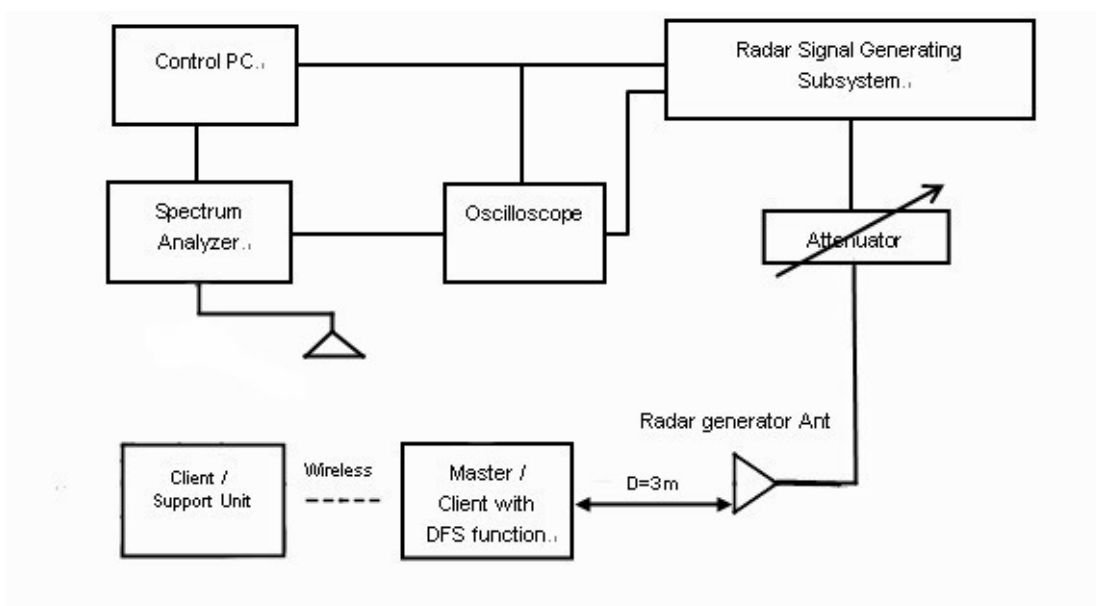 Control PC.
Radar Signal Generating
Subsystem.
Spectrum
Analyzer.
Oscilloscope
Attenuator
Radar generator Ant
Client /
Support Unit
Wireless
Master /
Client with
DFS function.
D=3m